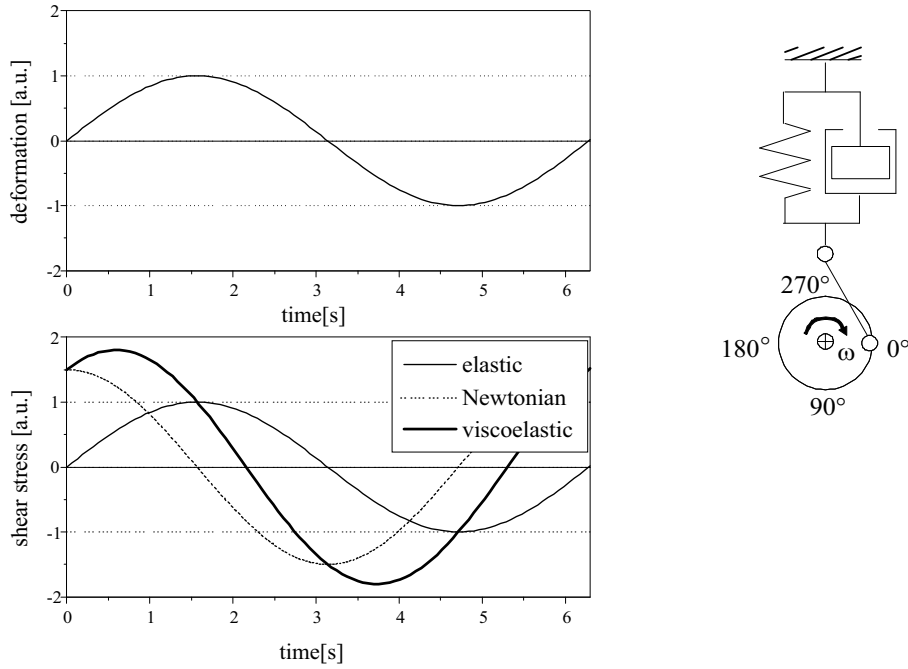 2
1
0
-1
-2
deformation [a.u.]
0 1 2 3 4 5 6
time[s]
2
1
0
-1
-2
shear stress [a.u.]
elastic
Newtonian
viscoelastic
0 1 2 3 4 5 6
time[s]
270°
180° ω 0°
90°